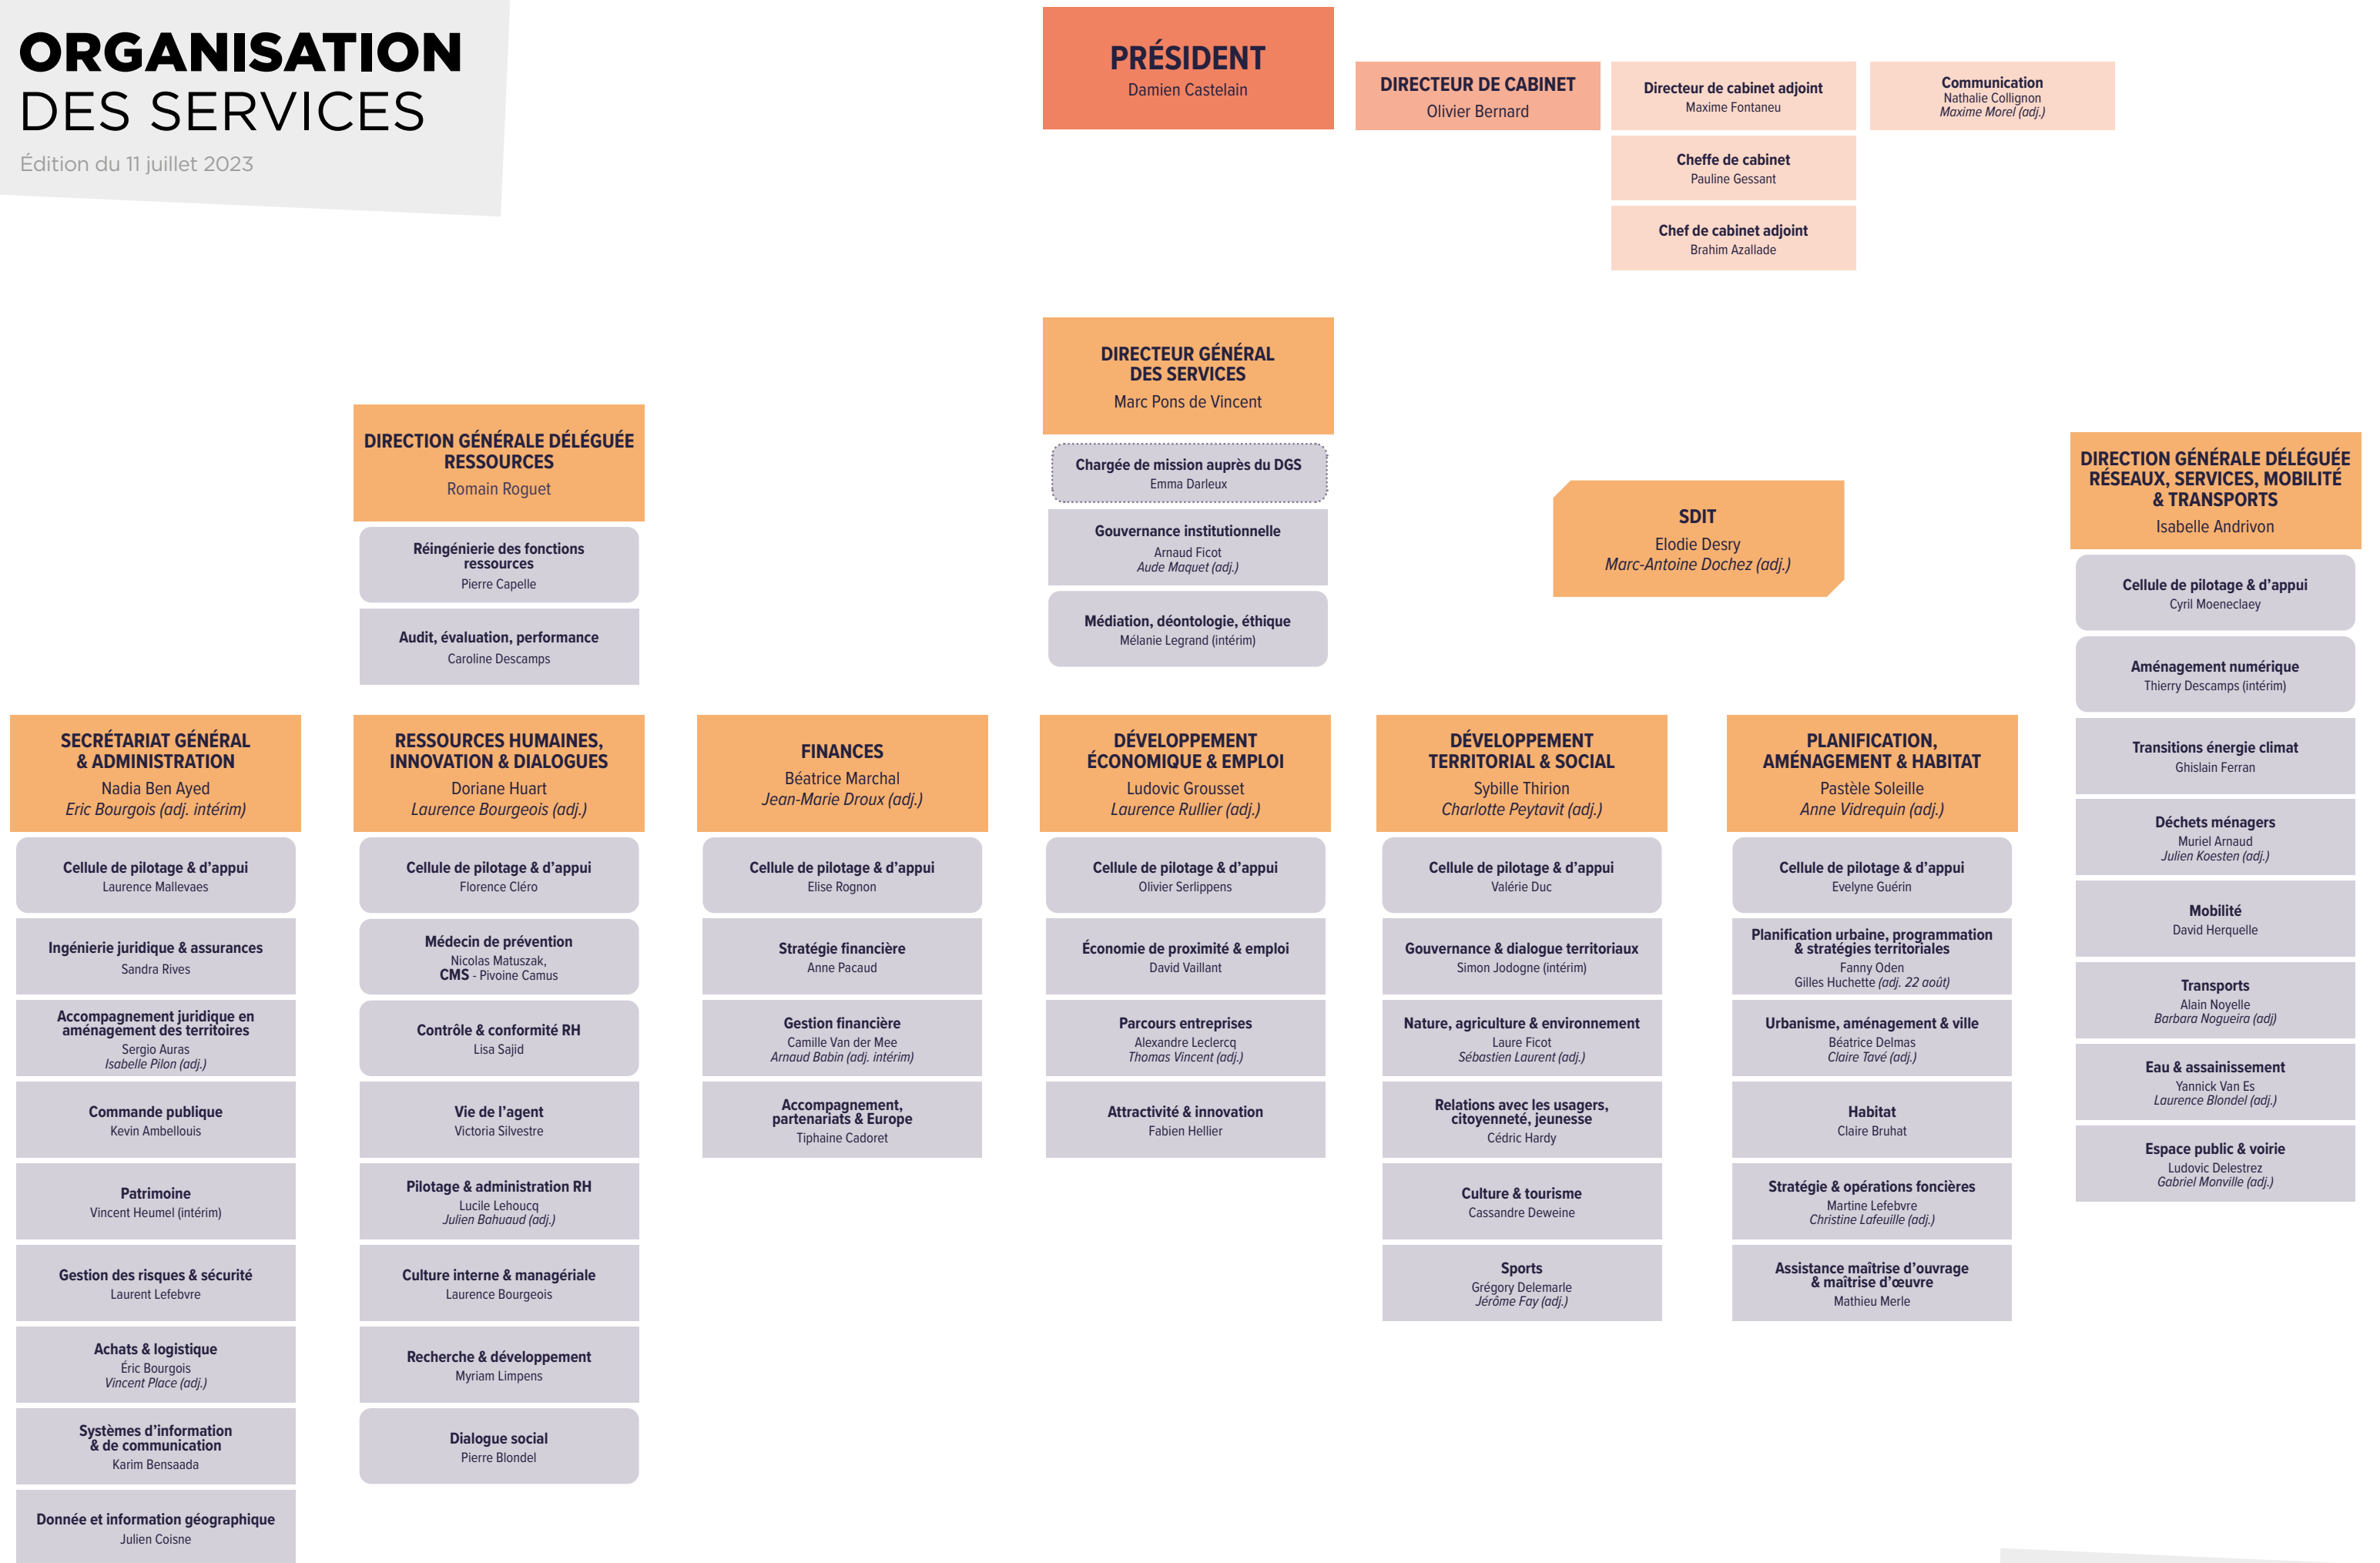 ORGANISATION
DES SERVICES
Édition du 11 juillet 2023
PRÉSIDENT
Damien Castelain
DIRECTEUR DE CABINET
Olivier Bernard
Directeur de cabinet adjoint
Maxime Fontaneu
Communication
Nathalie Collignon
Maxime Morel (adj.)
Cheffe de cabinet
Pauline Gessant
Chef de cabinet adjoint
Brahim Azallade
DIRECTEUR GÉNÉRAL
DES SERVICES
Marc Pons de Vincent
Chargée de mission auprès du DGS
Emma Darleux
Gouvernance institutionnelle
Arnaud Ficot
Aude Maquet (adj.)
Médiation, déontologie, éthique
Mélanie Legrand (intérim)
DIRECTION GÉNÉRALE DÉLÉGUÉE
RESSOURCES
Romain Roguet
Réingénierie des fonctions
ressources
Pierre Capelle
Audit, évaluation, performance
Caroline Descamps
SDIT
Elodie Desry
Marc-Antoine Dochez (adj.)
SECRÉTARIAT GÉNÉRAL
& ADMINISTRATION
Nadia Ben Ayed
Eric Bourgois (adj. intérim)
Cellule de pilotage & d’appui
Laurence Mallevaes
Ingénierie juridique & assurances
Sandra Rives
Accompagnement juridique en
aménagement des territoires
Sergio Auras
Isabelle Pilon (adj.)
Commande publique
Kevin Ambellouis
Patrimoine
Vincent Heumel (intérim)
Gestion des risques & sécurité
Laurent Lefebvre
Achats & logistique
Éric Bourgois
Vincent Place (adj.)
Systèmes d’information
& de communication
Karim Bensaada
Donnée et information géographique
Julien Coisne
RESSOURCES HUMAINES,
INNOVATION & DIALOGUES
Doriane Huart
Laurence Bourgeois (adj.)
Cellule de pilotage & d’appui
Florence Cléro
Médecin de prévention
Nicolas Matuszak,
CMS - Pivoine Camus
Contrôle & conformité RH
Lisa Sajid
Vie de l’agent
Victoria Silvestre
Pilotage & administration RH
Lucile Lehoucq
Julien Bahuaud (adj.)
Culture interne & managériale
Laurence Bourgeois
Recherche & développement
Myriam Limpens
Dialogue social
Pierre Blondel
FINANCES
Béatrice Marchal
Jean-Marie Droux (adj.)
Cellule de pilotage & d’appui
Elise Rognon
Stratégie financière
Anne Pacaud
Gestion financière
Camille Van der Mee
Arnaud Babin (adj. intérim)
Accompagnement,
partenariats & Europe
Tiphaine Cadoret
DÉVELOPPEMENT
ÉCONOMIQUE & EMPLOI
Ludovic Grousset
Laurence Rullier (adj.)
Cellule de pilotage & d’appui
Olivier Serlippens
Économie de proximité & emploi
David Vaillant
Parcours entreprises
Alexandre Leclercq
Thomas Vincent (adj.)
Attractivité & innovation
Fabien Hellier
DÉVELOPPEMENT
TERRITORIAL & SOCIAL
Sybille Thirion
Charlotte Peytavit (adj.)
Cellule de pilotage & d’appui
Valérie Duc
Gouvernance & dialogue territoriaux
Simon Jodogne (intérim)
Nature, agriculture & environnement
Laure Ficot
Sébastien Laurent (adj.)
Relations avec les usagers,
citoyenneté, jeunesse
Cédric Hardy
Culture & tourisme
Cassandre Deweine
Sports
Grégory Delemarle
Jérôme Fay (adj.)
PLANIFICATION,
AMÉNAGEMENT & HABITAT
Pastèle Soleille
Anne Vidrequin (adj.)
Cellule de pilotage & d’appui
Evelyne Guérin
Planification urbaine, programmation
& stratégies territoriales
Fanny Oden
Gilles Huchette (adj. 22 août)
Urbanisme, aménagement & ville
Béatrice Delmas
Claire Tavé (adj.)
Habitat
Claire Bruhat
Stratégie & opérations foncières
Martine Lefebvre
Christine Lafeuille (adj.)
Assistance maîtrise d’ouvrage
& maîtrise d’œuvre
Mathieu Merle
DIRECTION GÉNÉRALE DÉLÉGUÉE
RÉSEAUX, SERVICES, MOBILITÉ
& TRANSPORTS
Isabelle Andrivon
Cellule de pilotage & d’appui
Cyril Moeneclaey
Aménagement numérique
Thierry Descamps (intérim)
Transitions énergie climat
Ghislain Ferran
Déchets ménagers
Muriel Arnaud
Julien Koesten (adj.)
Mobilité
David Herquelle
Transports
Alain Noyelle
Barbara Nogueira (adj)
Eau & assainissement
Yannick Van Es
Laurence Blondel (adj.)
Espace public & voirie
Ludovic Delestrez
Gabriel Monville (adj.)